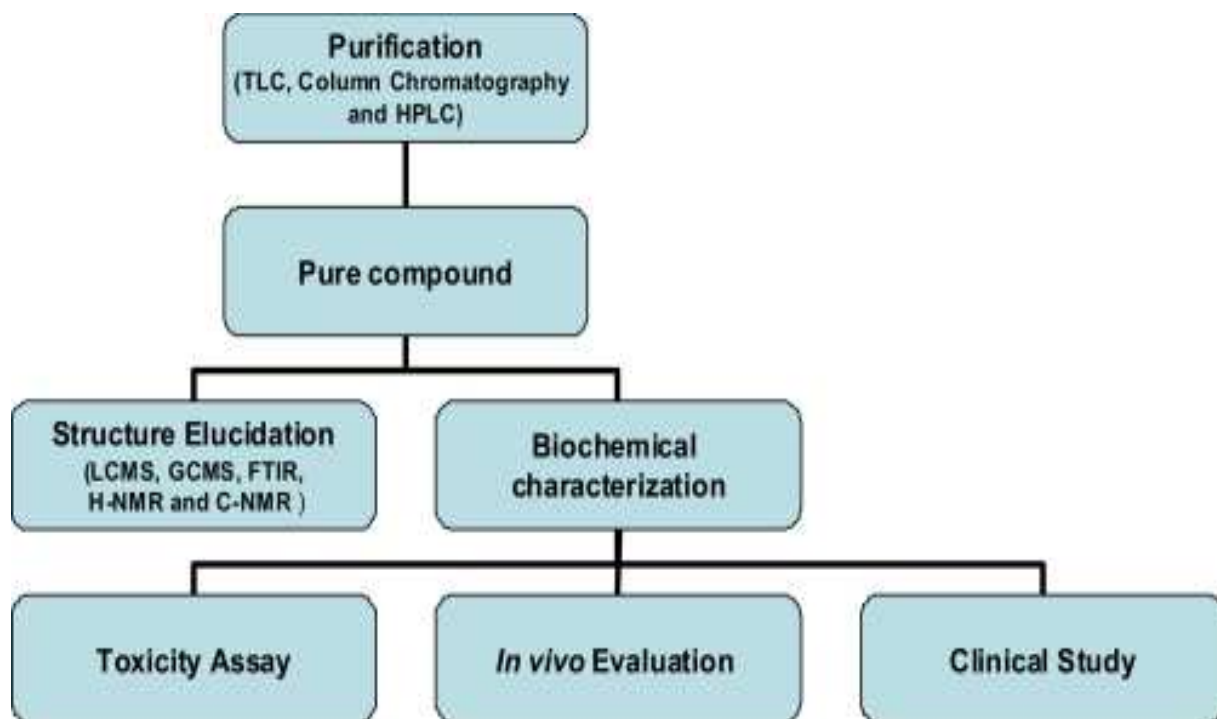 Purification
(TLC, Column Chromatography
and HPLC)
Pure compound
Structure Elucidation
(LCMS, GCMS, FTIR,
H-NMR and C-NMR )
Biochemical
characterization
Toxicity Assay
In vivo Evaluation
Clinical Study